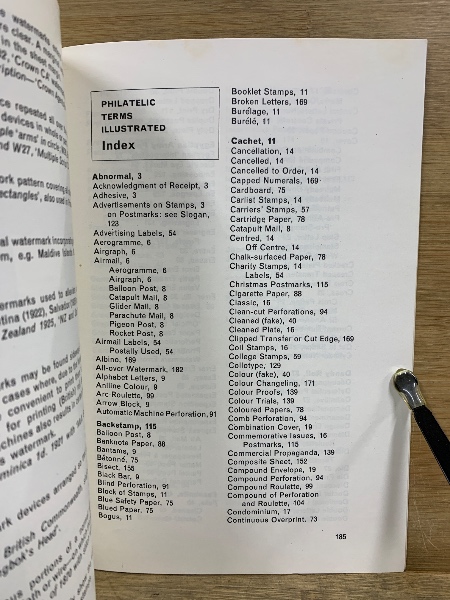 PHILATELIC
TERMS
ILLUSTRATED
Index
Abnormal, 3
Acknowledgment of Receipt, 3
Adhesive, 3
Advertisements on Stamps, 3
on Postmarks: see Slogan,
123
Advertising Labels, 54
Aerogramme, 6
Airgraph, 6
Airmail, 6
Aerogramme, 6
Airgraph, 6
Balloon Post, 8
Catapult Mail, 8
Glider Mail, 8
Parachute Mail, 8
Pigeon Post, 8
Rocket Post, 8
Airmail Labels, 54
Postally Used, 54
Albino, 169
All-over Watermark, 182
Alphabet Letters, 9
Aniline Colour, 9
Arc Roulette, 99
Arrow Block, 9
Automatic Machine Perforation, 91
Backstamp, 115
Balloon Post, 8
Banknote Paper, 88
Bantams, 9
Bâtonné, 75
Bisect, 155
Black Bar, 9
Blind Perforation, 91
Block of Stamps, 11
Blue Safety Paper, 75
Blued Paper, 75
Bogus, 11
Booklet Stamps, 11
Broken Letters, 169
Burélage, 11
Burélé, 11
Cachet, 11
Cancellation, 14
Cancelled, 14
Cancelled to Order, 14
Capped Numerals, 169
Cardboard, 75
Carlist Stamps, 14
Carriers' Stamps, 57
Cartridge Paper, 78
Catapult Mail, 8
Centred, 14
Off Centre, 14
Chalk-surfaced Paper, 78
Charity Stamps, 14
Labels, 54
Christmas Postmarks, 115
Cigarette Paper, 88
Classic, 16
Clean-cut Perforations, 94
Cleaned (fake), 40
Cleaned Plate, 16
Clipped Transfer or Cut Edge, 169
Coil Stamps, 16
College Stamps, 59
Collotype, 129
Colour (fake), 40
Colour Changeling, 171
Colour Proofs, 139
Colour Trials, 139
Coloured Papers, 78
Comb Perforation, 94
Combination Cover, 19
Commemorative Issues, 16
Postmarks, 115
Commercial Propaganda, 139
Composite Sheet, 152
Compound Envelope, 19
Compound Perforation, 94
Compound Roulette, 99
Compound of Perforation
and Roulette, 104
Condominium, 17
Continuous Overprint, 73
185